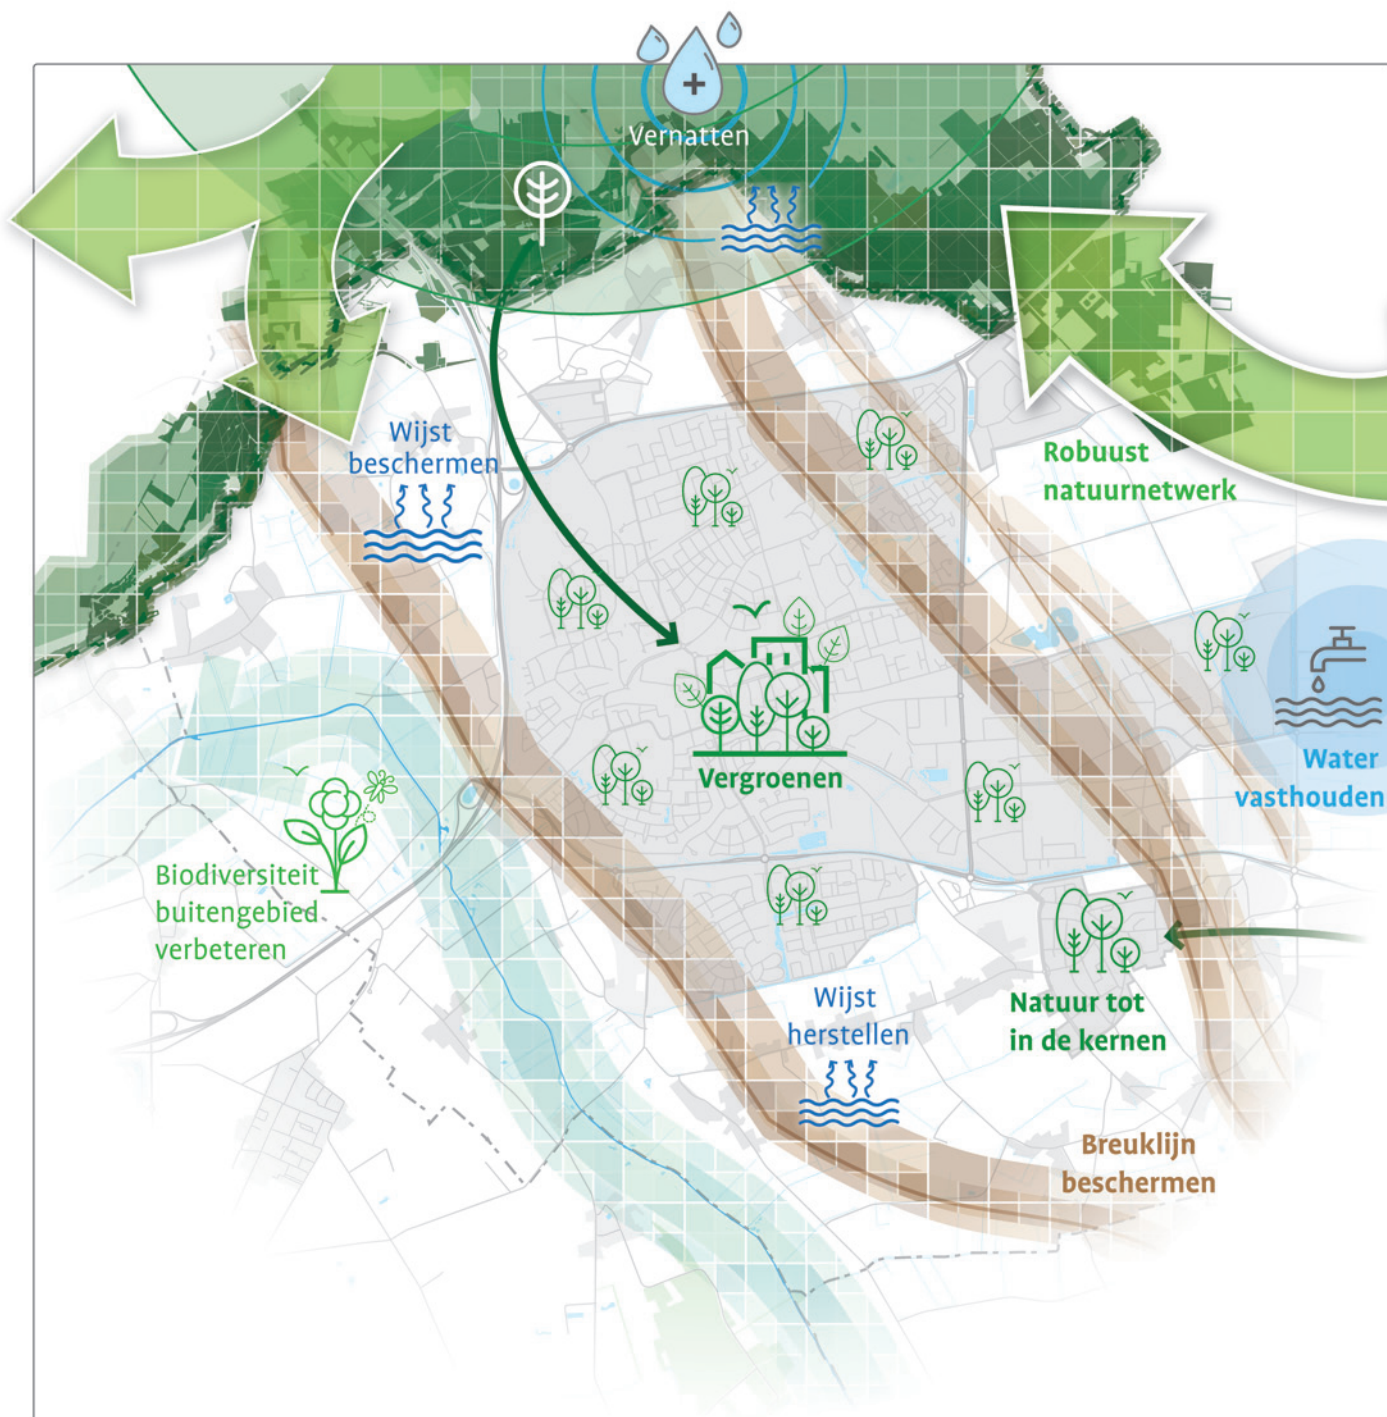 Vernatten
Wijst
beschermen
Robuust
natuurnetwerk
Vergroenen
Water
vasthouden
Biodiversiteit
buitengebied
verbeteren
Wijst
herstellen
Natuur tot
in de kernen
Breuklijn
beschermen